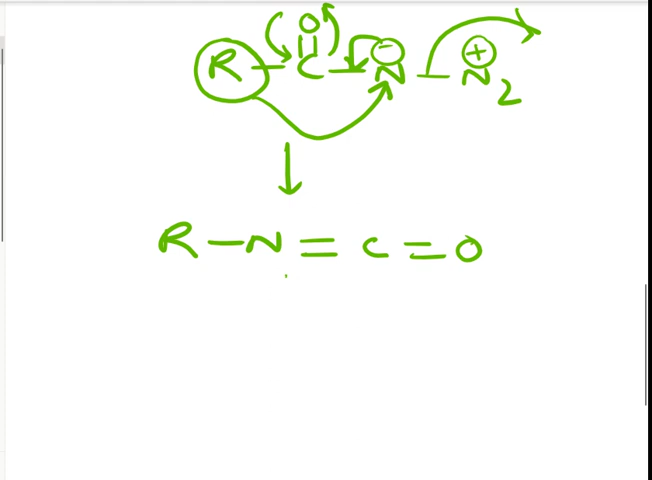 O
R - C - N⊖ - N₂⊕
R - N = C = O